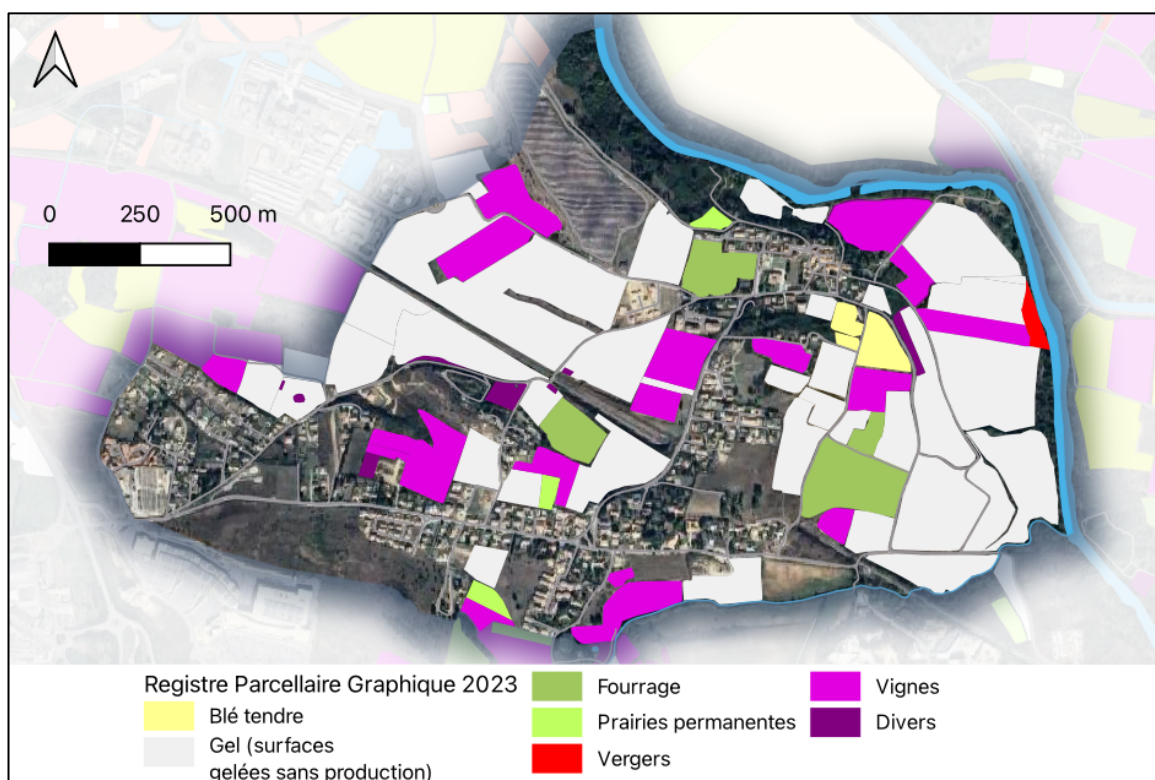 0 250 500 m
Registre Parcellaire Graphique 2023
Blé tendre
Gel (surfaces
gelées sans production)
Fourrage
Prairies permanentes
Vergers
Vignes
Divers